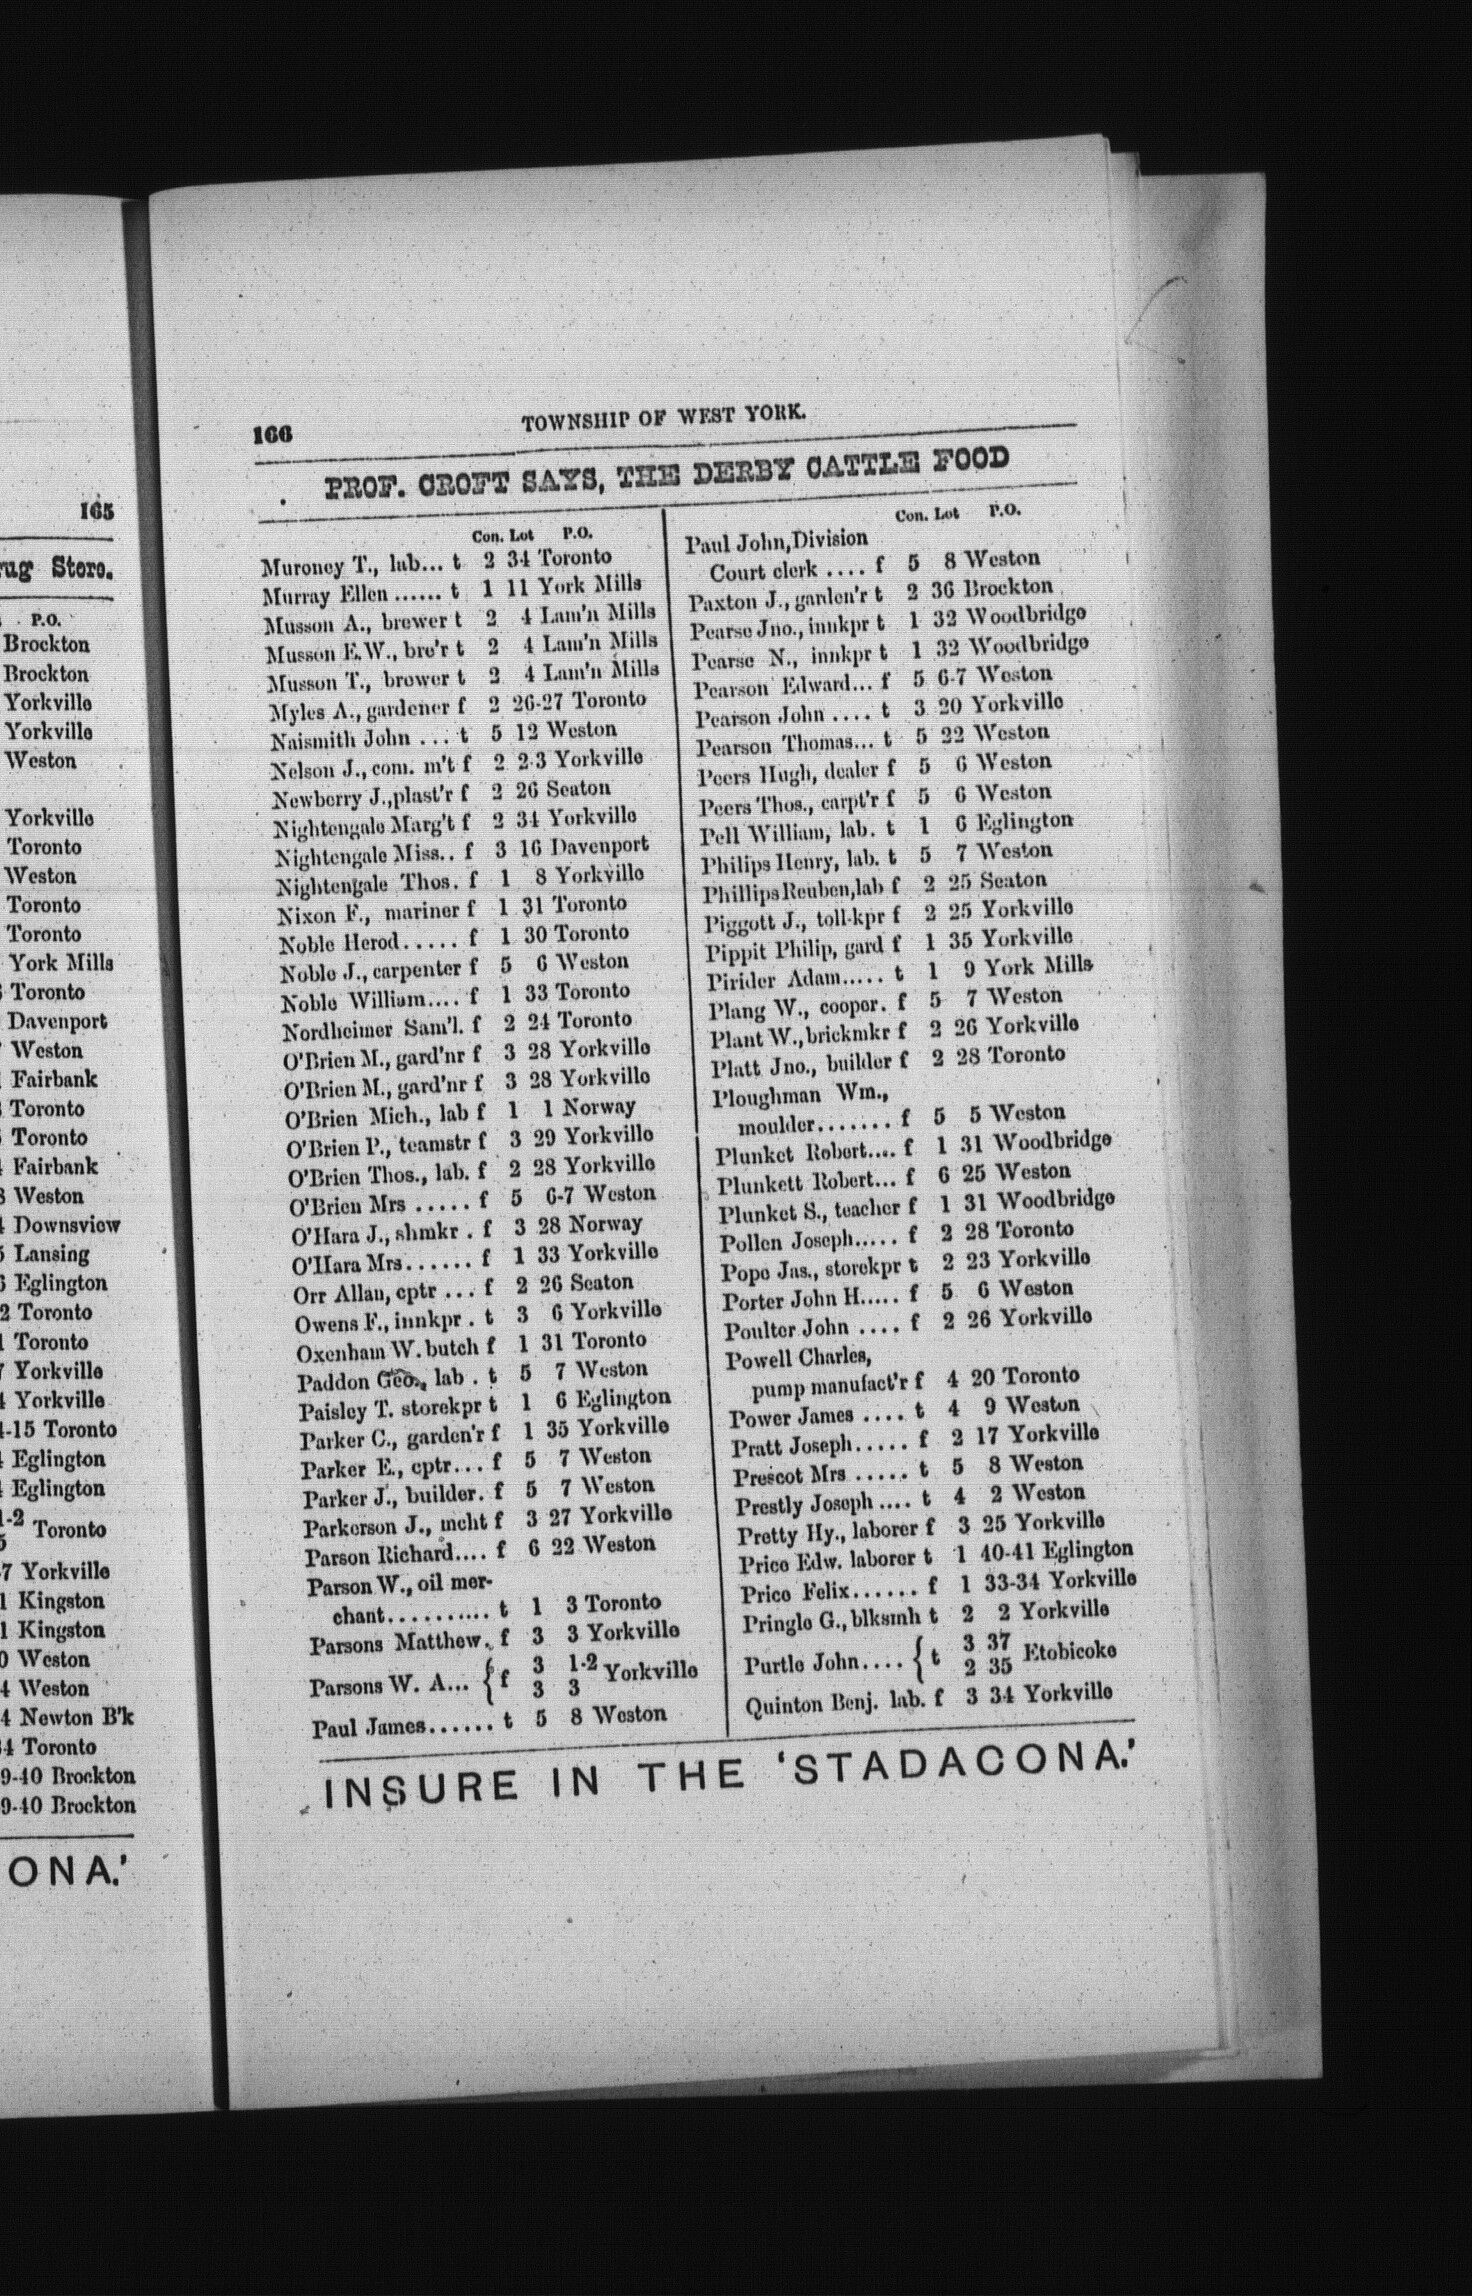 165
rug Store.
P.O.
Brockton
Brockton
Yorkville
Yorkville
Weston
Yorkville
Toronto
Weston
Toronto
Toronto
York Mills
Toronto
Davenport
Weston
Fairbank
Toronto
Toronto
Fairbank
Weston
Downsview
Lansing
Eglington
2 Toronto
Toronto
Yorkville
Yorkville
-15 Toronto
Eglington
Eglington
-2
Toronto
7 Yorkville
1 Kingston
1 Kingston
0 Weston
4 Weston
4 Newton B'k
34 Toronto
9-40 Brockton
9-40 Brockton
ONA.'
166
TOWNSHIP OF WEST YORK.
PROF. CROFT SAYS, THE DERBY CATTLE FOOD
Con. Lot P.O.
Muroney T., lab... t 2 34 Toronto
Murray Ellen ...... t 1 11 York Mills
Musson A., brewer t 2 4 Lam'n Mills
Musson E.W., bre'r t 2 4 Lam'n Mills
Musson T., brewer t 2 4 Lam'n Mills
Myles A., gardener f 2 26-27 Toronto
Naismith John ... t 5 12 Weston
Nelson J., com. m't f 2 2-3 Yorkville
Newberry J.,plast'r f 2 26 Seaton
Nightengale Marg't f 2 34 Yorkville
Nightengale Miss.. f 3 16 Davenport
Nightengale Thos. f 1 8 Yorkville
Nixon F., mariner f 1 31 Toronto
Noble Herod..... f 1 30 Toronto
Noble J., carpenter f 5 6 Weston
Noble William.... f 1 33 Toronto
Nordheimer Sam'l. f 2 24 Toronto
O'Brien M., gard'nr f 3 28 Yorkville
O'Brien M., gard'nr f 3 28 Yorkville
O'Brien Mich., lab f 1 1 Norway
O'Brien P., teamstr f 3 29 Yorkville
O'Brien Thos., lab. f 2 28 Yorkville
O'Brien Mrs ..... f 5 6-7 Weston
O'Hara J., shmkr . f 3 28 Norway
O'Hara Mrs...... f 1 33 Yorkville
Orr Allan, cptr ... f 2 26 Seaton
Owens F., innkpr . t 3 6 Yorkville
Oxenham W. butch f 1 31 Toronto
Paddon Geo., lab . t 5 7 Weston
Paisley T. storekpr t 1 6 Eglington
Parker C., garden'r f 1 35 Yorkville
Parker E., cptr... f 5 7 Weston
Parker J., builder. f 5 7 Weston
Parkerson J., mcht f 3 27 Yorkville
Parson Richard.... f 6 22 Weston
Parson W., oil mer-
chant.......... t 1 3 Toronto
Parsons Matthew. f 3 3 Yorkville
Parsons W. A... { f 3 1-2 Yorkville
3 3
Paul James...... t 5 8 Weston
Con. Lot P.O.
Paul John, Division
Court clerk .... f 5 8 Weston
Paxton J., garden'r t 2 36 Brockton
Pearse Jno., innkpr t 1 32 Woodbridge
Pearse N., innkpr t 1 32 Woodbridge
Pearson Edward... f 5 6-7 Weston
Pearson John .... t 3 20 Yorkville
Pearson Thomas... t 5 22 Weston
Peers Hugh, dealer f 5 6 Weston
Peers Thos., carpt'r f 5 6 Weston
Pell William, lab. t 1 6 Eglington
Philips Henry, lab. t 5 7 Weston
Phillips Reuben, lab f 2 25 Seaton
Piggott J., toll-kpr f 2 25 Yorkville
Pippit Philip, gard f 1 35 Yorkville
Pirider Adam..... t 1 9 York Mills
Plang W., cooper. f 5 7 Weston
Plant W., brickmkr f 2 26 Yorkville
Platt Jno., builder f 2 28 Toronto
Ploughman Wm.,
moulder....... f 5 5 Weston
Plunket Robert.... f 1 31 Woodbridge
Plunkett Robert... f 6 25 Weston
Plunket S., teacher f 1 31 Woodbridge
Pollen Joseph..... f 2 28 Toronto
Pope Jas., storekpr t 2 23 Yorkville
Porter John H..... f 5 6 Weston
Poulter John .... f 2 26 Yorkville
Powell Charles,
pump manufact'r f 4 20 Toronto
Power James .... t 4 9 Weston
Pratt Joseph..... f 2 17 Yorkville
Prescot Mrs ..... t 5 8 Weston
Prestly Joseph .... t 4 2 Weston
Pretty Hy., laborer f 3 25 Yorkville
Price Edw. laborer t 1 40-41 Eglington
Price Felix...... f 1 33-34 Yorkville
Pringle G., blksmh t 2 2 Yorkville
Purtle John.... { t 3 37 Etobicoke
2 35
Quinton Benj. lab. f 3 34 Yorkville
INSURE IN THE 'STADACONA.'